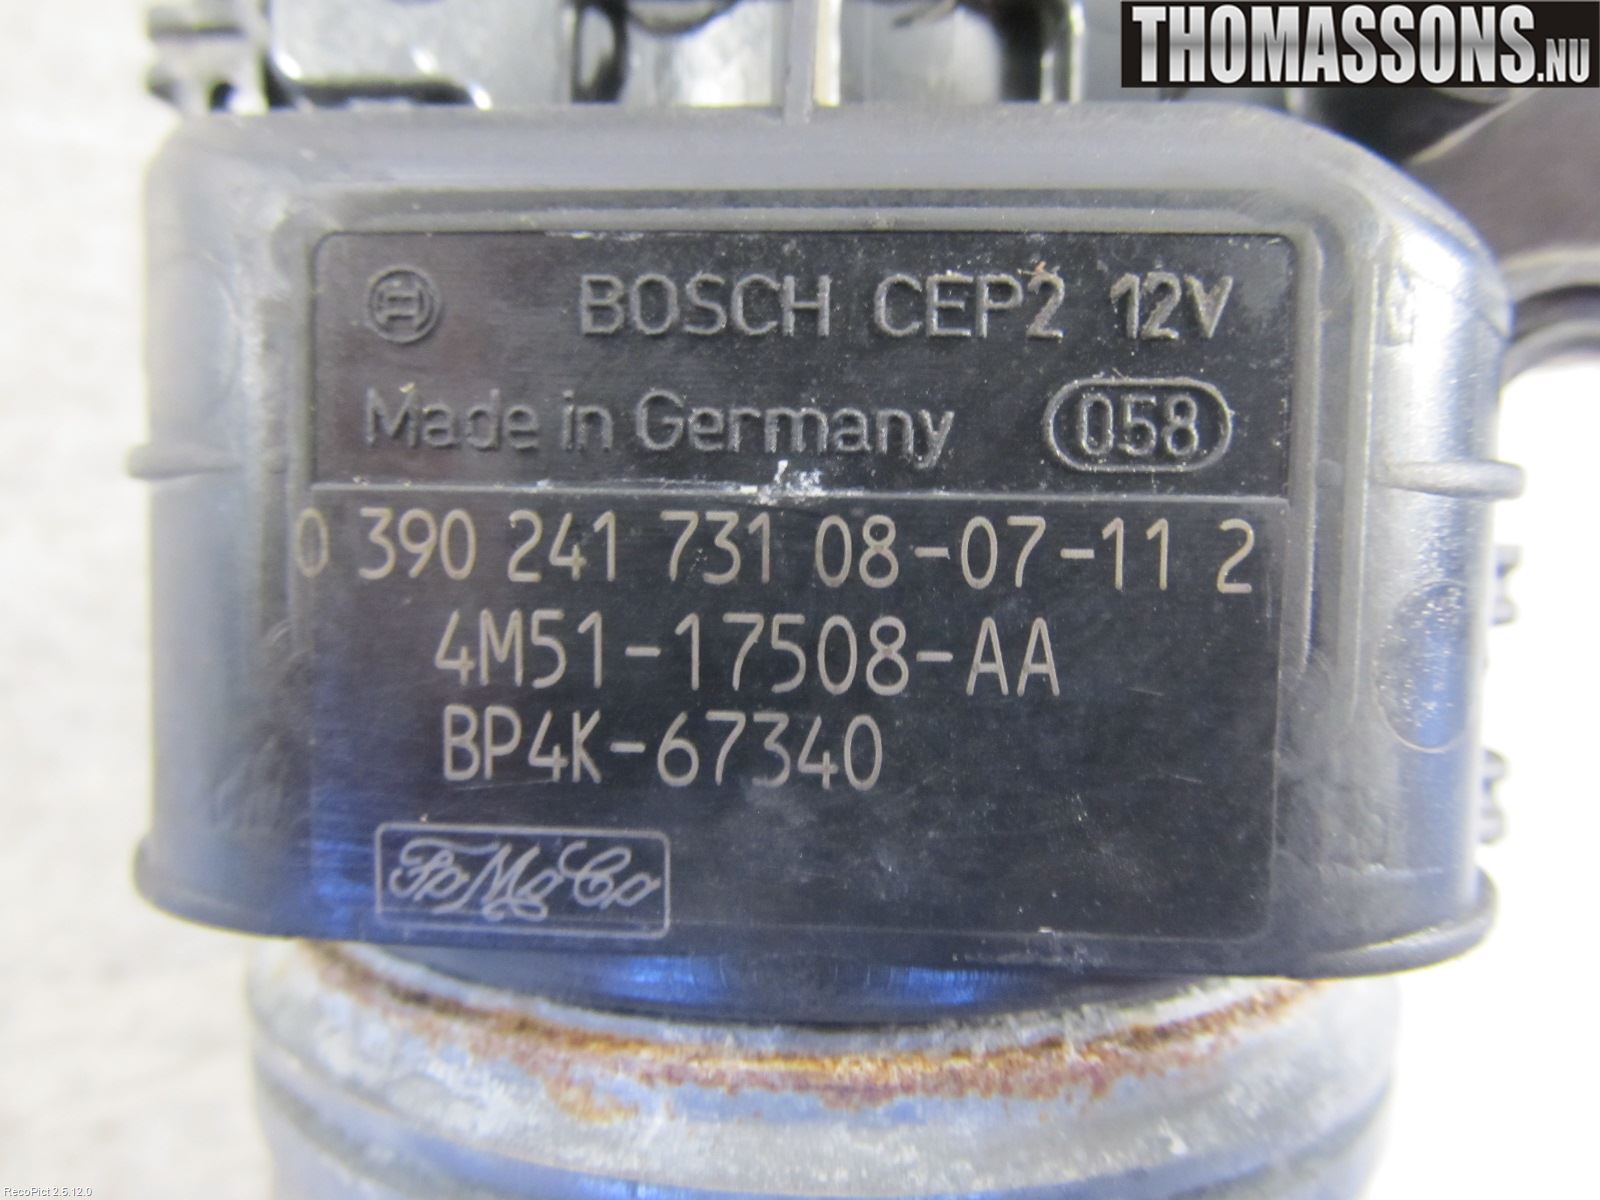 THOMASSONS.NU
BOSCH CEP2 12V
Made in Germany 058
0 390 241 731 08-07-11 2
4M51-17508-AA
BP4K-67340
FoMoCo
RecoPict 2.5.12.0